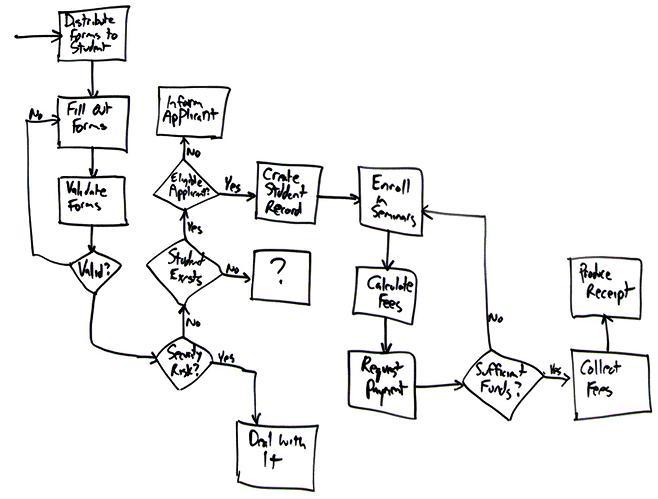 Distribute
Forms to
Student
No
Fill Out
Forms
Validate
Forms
Valid?
Inform
Applicant
No
Eligible
Applicant?
Yes
Create
Student
Record
Yes
Student
Exists
No
?
No
Security
Risk?
Yes
Deal with
It
Enroll
in
Seminars
Calculate
Fees
Request
Payment
No
Sufficient
Funds?
Yes
Produce
Receipt
Collect
Fees